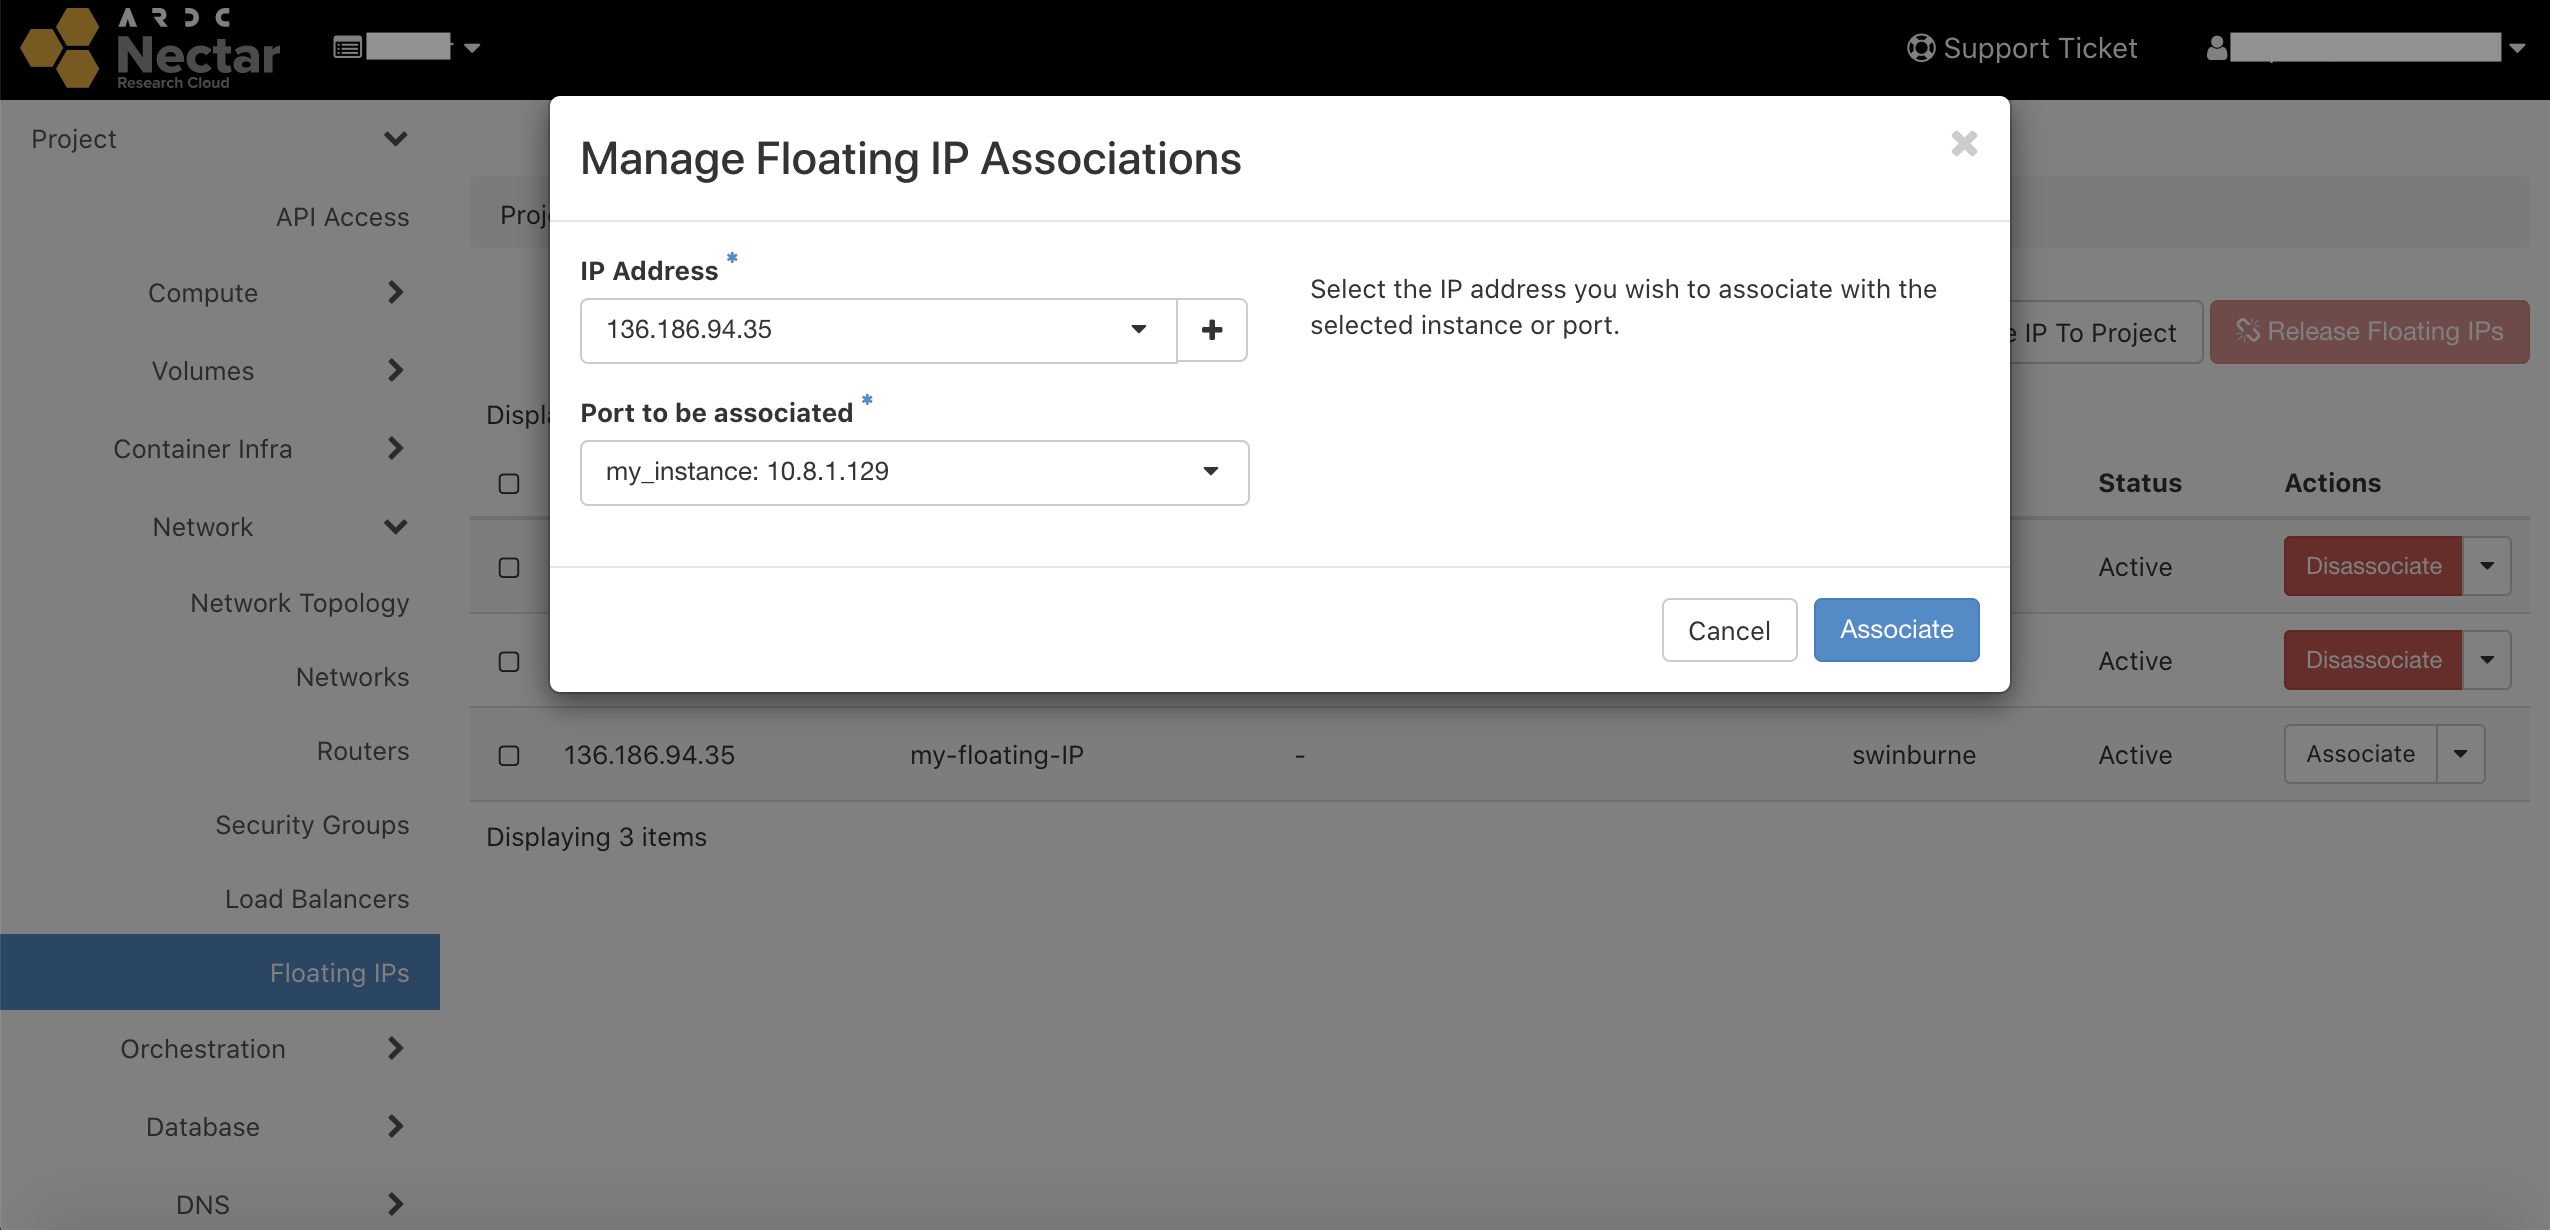 ARDC
Nectar
Research Cloud
Support Ticket
Project
API Access
Compute
Volumes
Container Infra
Network
Network Topology
Networks
Routers
Security Groups
Load Balancers
Floating IPs
Orchestration
Database
DNS
Manage Floating IP Associations
IP Address *
136.186.94.35
Port to be associated *
my_instance: 10.8.1.129
Select the IP address you wish to associate with the
selected instance or port.
Cancel
Associate
IP To Project
Release Floating IPs
Status Actions
Active Disassociate
Active Disassociate
136.186.94.35 my-floating-IP - swinburne Active Associate
Displaying 3 items